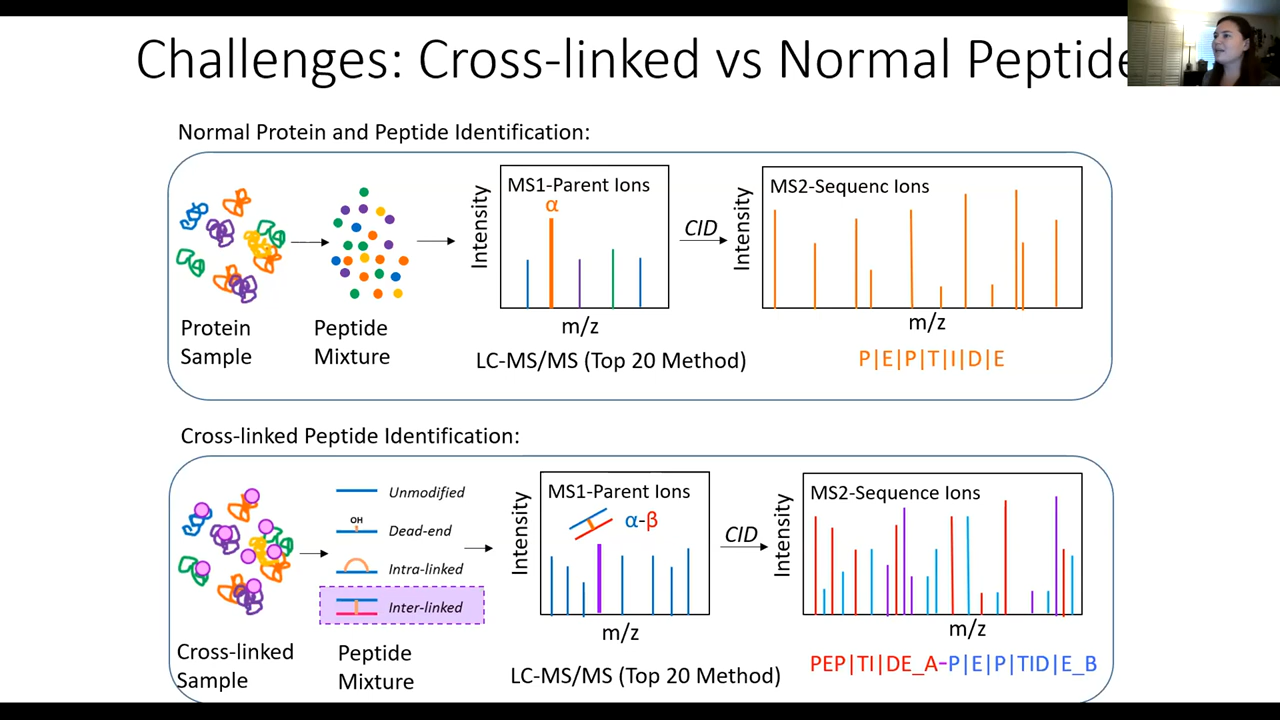 Challenges: Cross-linked vs Normal Peptide
Normal Protein and Peptide Identification:
Protein
Sample
Peptide
Mixture
Intensity
MS1-Parent Ions
α
m/z
CID
Intensity
MS2-Sequenc Ions
m/z
LC-MS/MS (Top 20 Method)
P|E|P|T|I|D|E
Cross-linked Peptide Identification:
Cross-linked
Sample
Unmodified
OH
Dead-end
Intra-linked
Inter-linked
Peptide
Mixture
Intensity
MS1-Parent Ions
α-β
m/z
CID
Intensity
MS2-Sequence Ions
m/z
LC-MS/MS (Top 20 Method)
PEP|TI|DE_A-P|E|P|TID|E_B